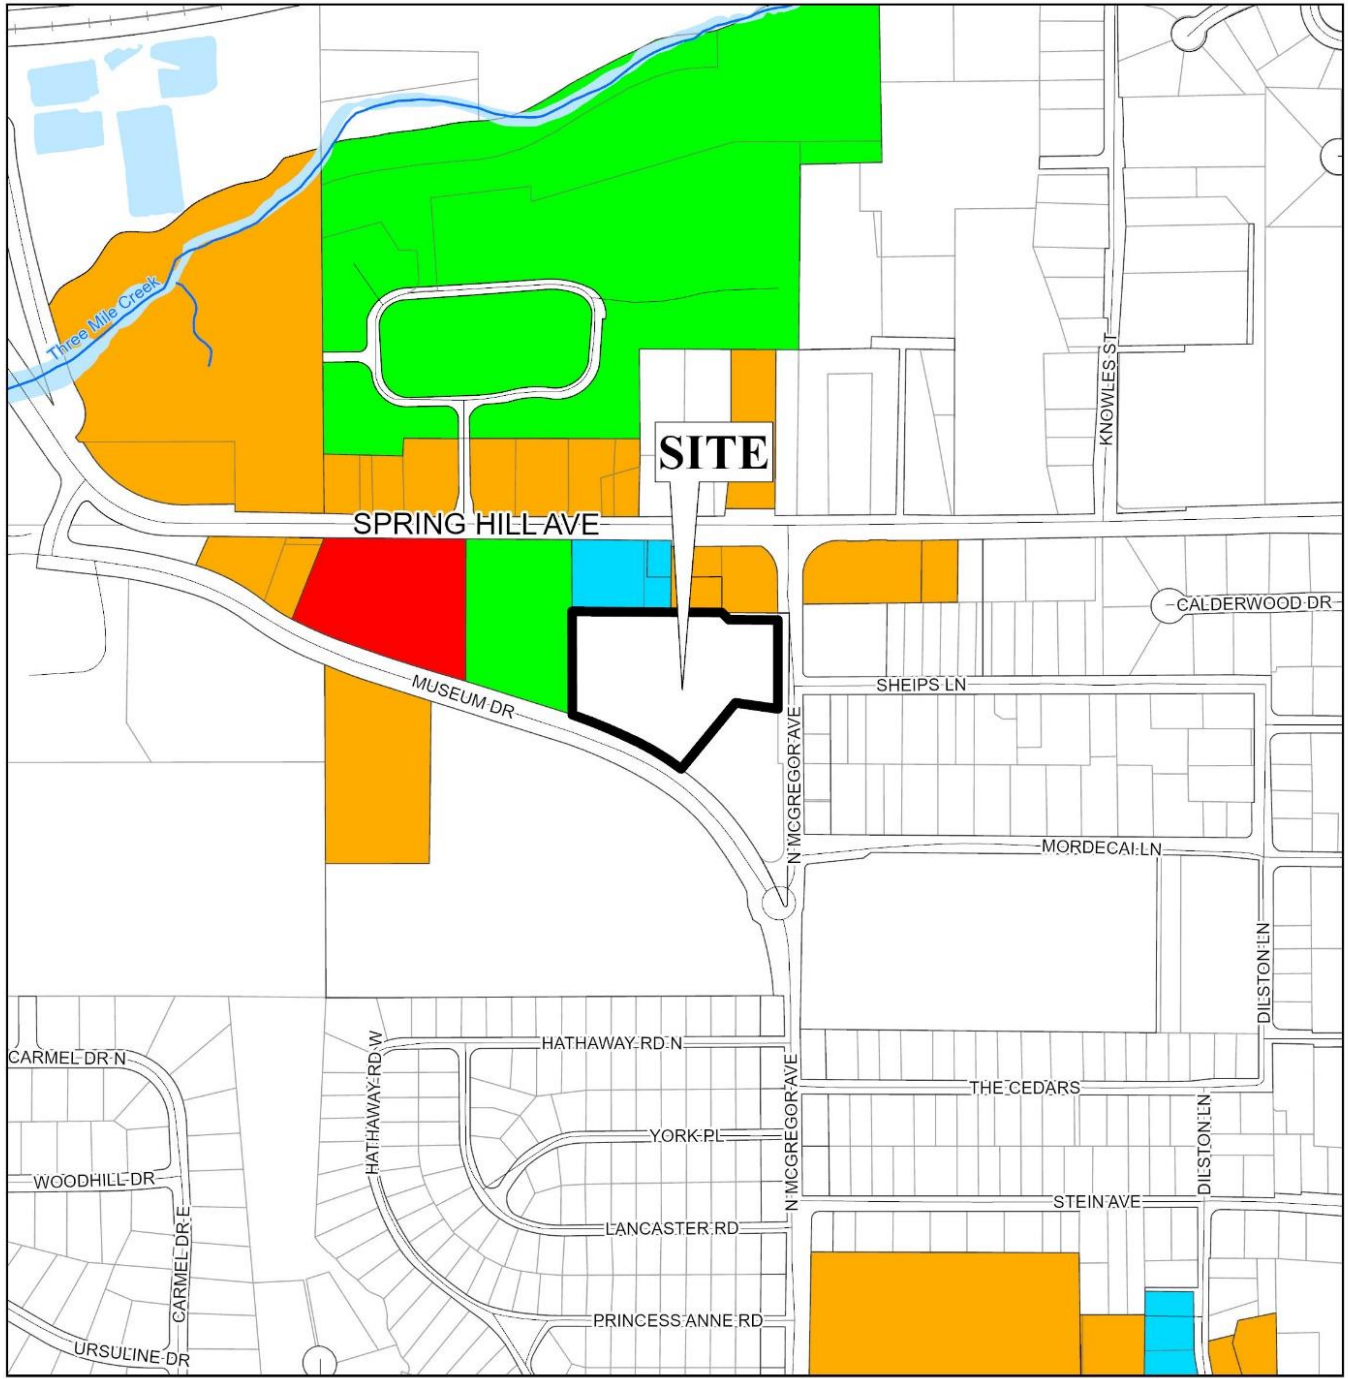 Three Mile Creek
KNOWLES ST
SITE
SPRING HILL AVE
CALDERWOOD DR
SHEIPS LN
MUSEUM DR
N MCGREGOR AVE
MORDECAI LN
DILSTON LN
HATHAWAY RD N
CARMEL DR N
HATHAWAY RD W
THE CEDARS
N MCGREGOR AVE
YORK PL
DILSTON LN
WOODHILL DR
STEIN AVE
LANCASTER RD
CARMEL DR E
PRINCESS ANNE RD
URSULINE DR